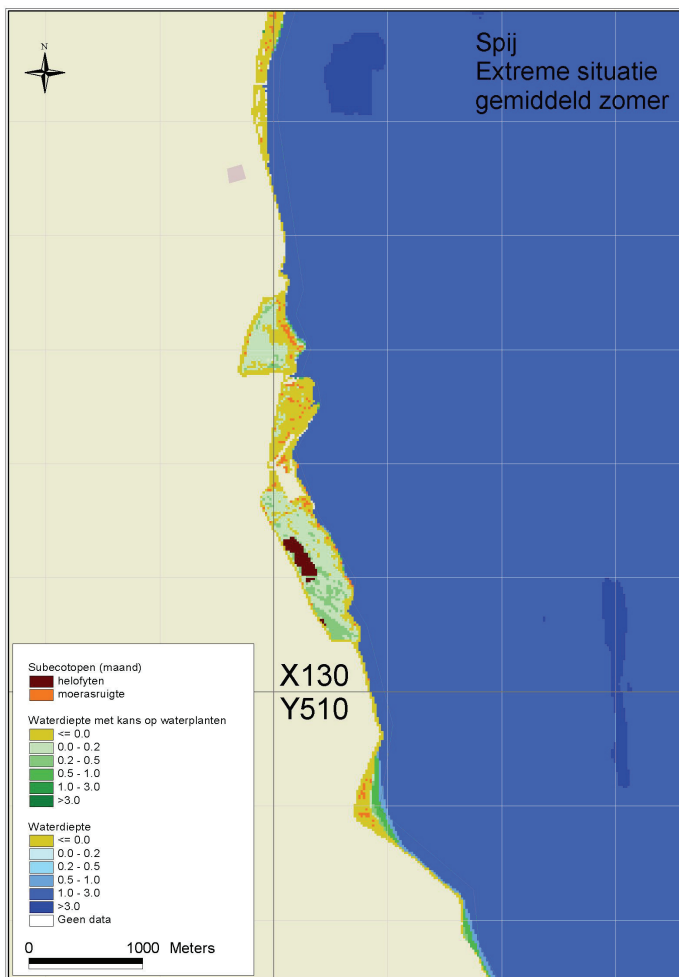 Spij
Extreme situatie
gemiddeld zomer
N
X130
Y510
Subecotopen (maand)
helofyten
moerasruigte
Waterdiepte met kans op waterplanten
<= 0.0
0.0 - 0.2
0.2 - 0.5
0.5 - 1.0
1.0 - 3.0
>3.0
Waterdiepte
<= 0.0
0.0 - 0.2
0.2 - 0.5
0.5 - 1.0
1.0 - 3.0
>3.0
Geen data
0 1000 Meters